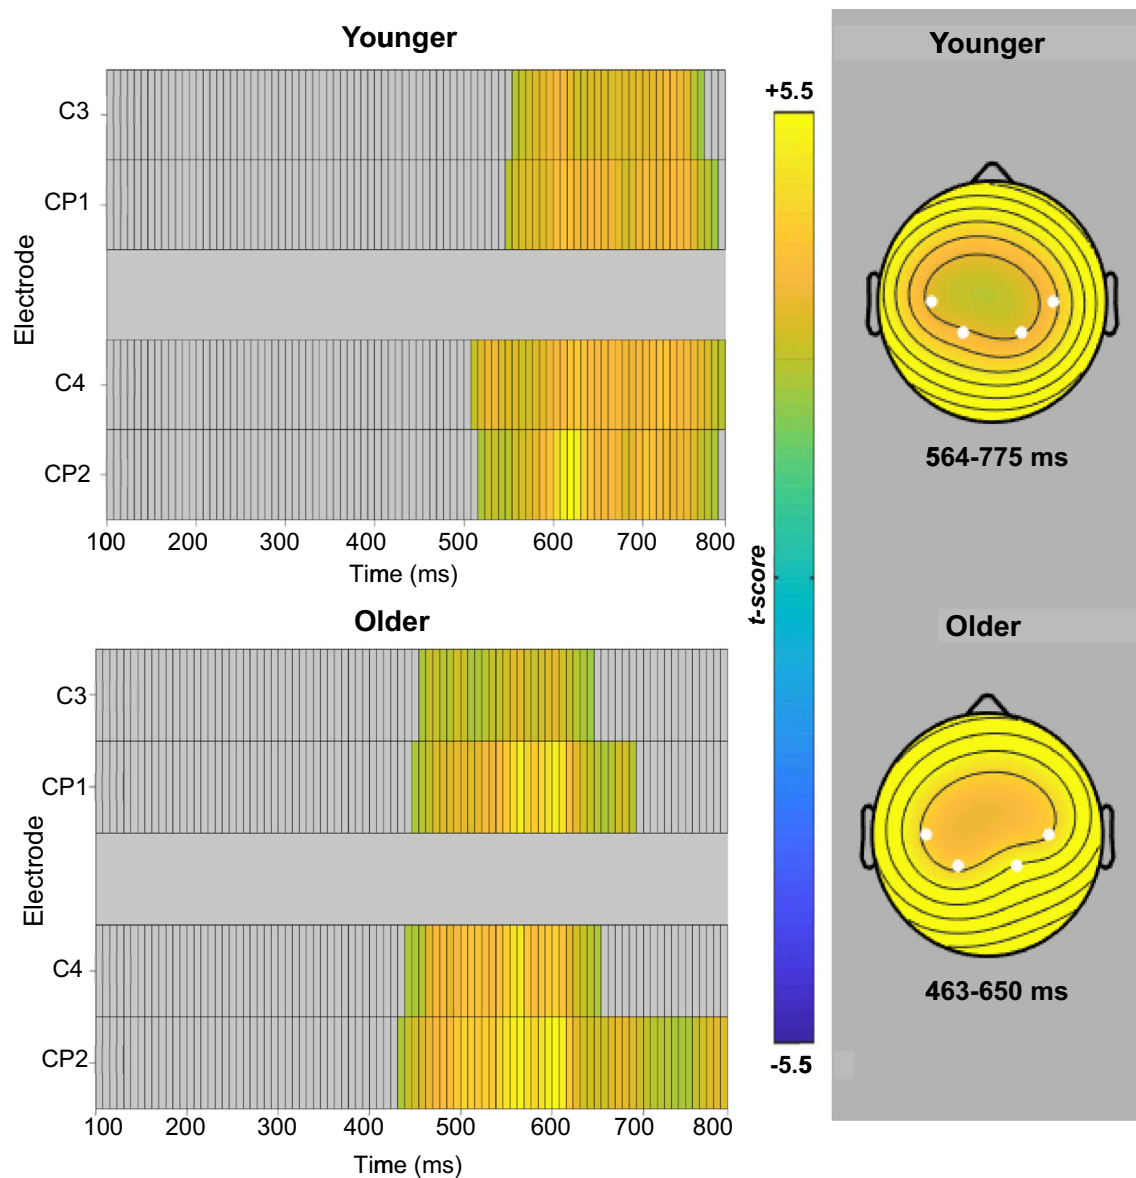 Younger
C3
CP1
C4
CP2
Electrode
100 200 300 400 500 600 700 800
Time (ms)
Older
C3
CP1
C4
CP2
Electrode
100 200 300 400 500 600 700 800
Time (ms)
+5.5
t-score
-5.5
Younger
564-775 ms
Older
463-650 ms